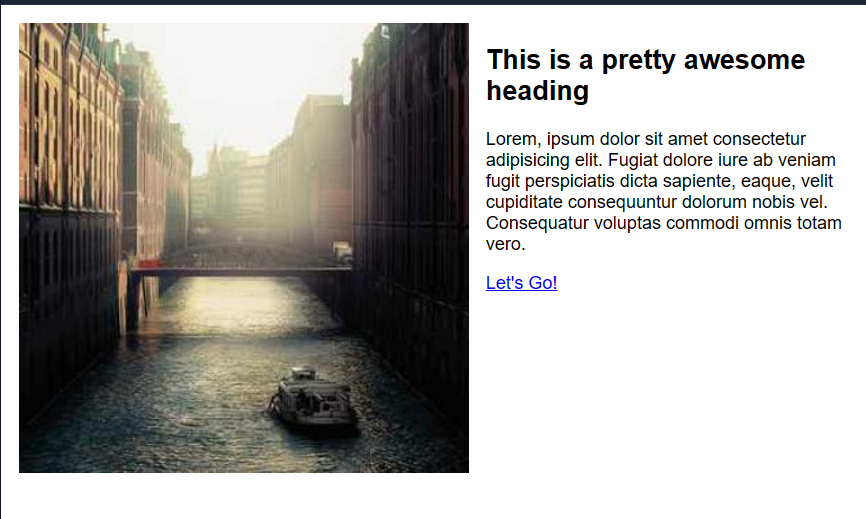 This is a pretty awesome
heading
Lorem, ipsum dolor sit amet consectetur
adipisicing elit. Fugiat dolore iure ab veniam
fugit perspiciatis dicta sapiente, eaque, velit
cupiditate consequuntur dolorum nobis vel.
Consequatur voluptas commodi omnis totam
vero.
Let's Go!